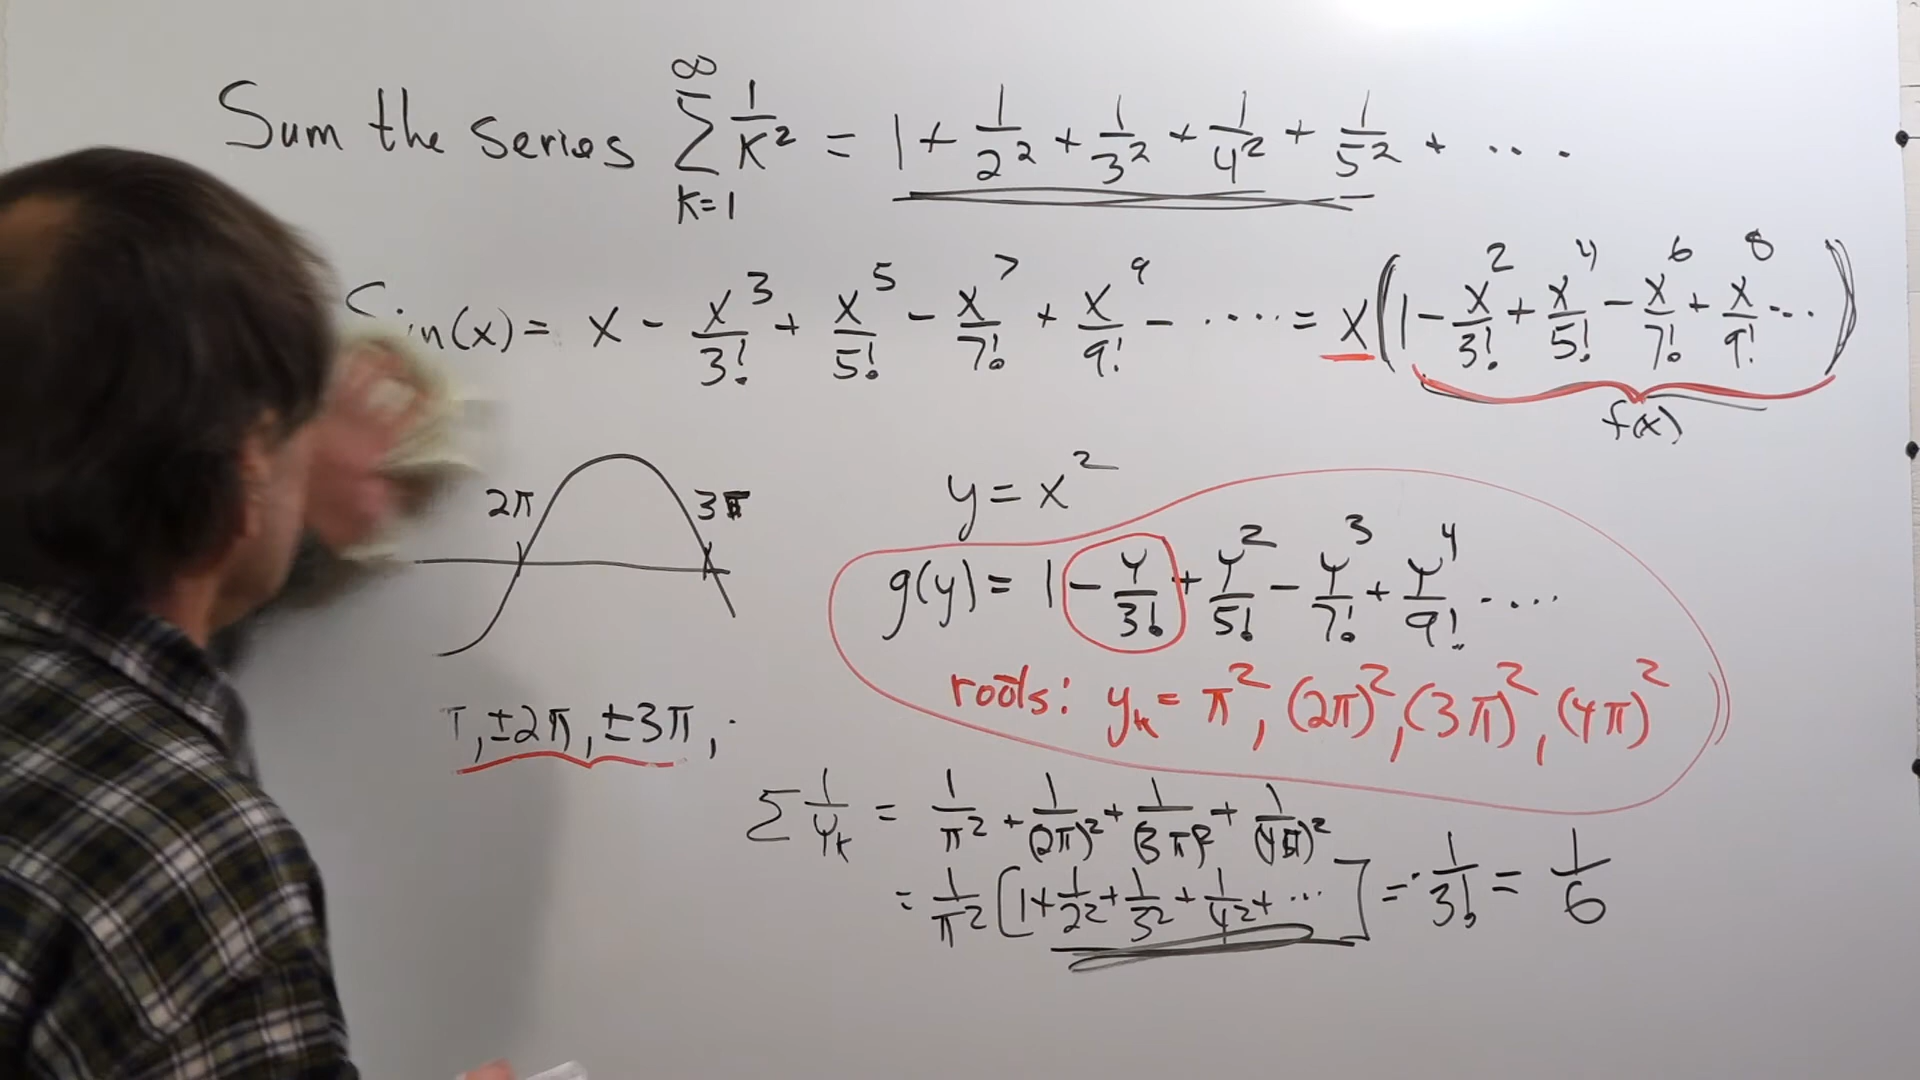 Sum the series ∞ ∑ k=1 1/K² = 1 + 1/2² + 1/3² + 1/4² + 1/5² + ....
Sin(x) = x - x³/3! + x⁵/5! - x⁷/7! + x⁹/9! - .... = x(1 - x²/3! + x⁴/5! - x⁶/7! + x⁸/9! ...)
f(x)
2π 3π
y = x²
g(y) = 1 - y/3! + y²/5! - y³/7! + y⁴/9! ....
roots: yₖ = π², (2π)², (3π)², (4π)²
, ±2π, ±3π, .
∑ 1/yₖ = 1/π² + 1/(2π)² + 1/(3π)² + 1/(4π)²
= 1/π² [1 + 1/2² + 1/3² + 1/4² + ...] = 1/3! = 1/6